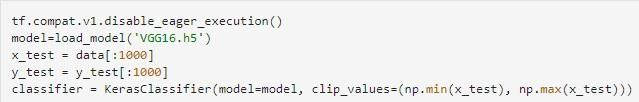 tf.compat.v1.disable_eager_execution()
model=load_model('VGG16.h5')
x_test = data[:1000]
y_test = y_test[:1000]
classifier = KerasClassifier(model=model, clip_values=(np.min(x_test), np.max(x_test)))